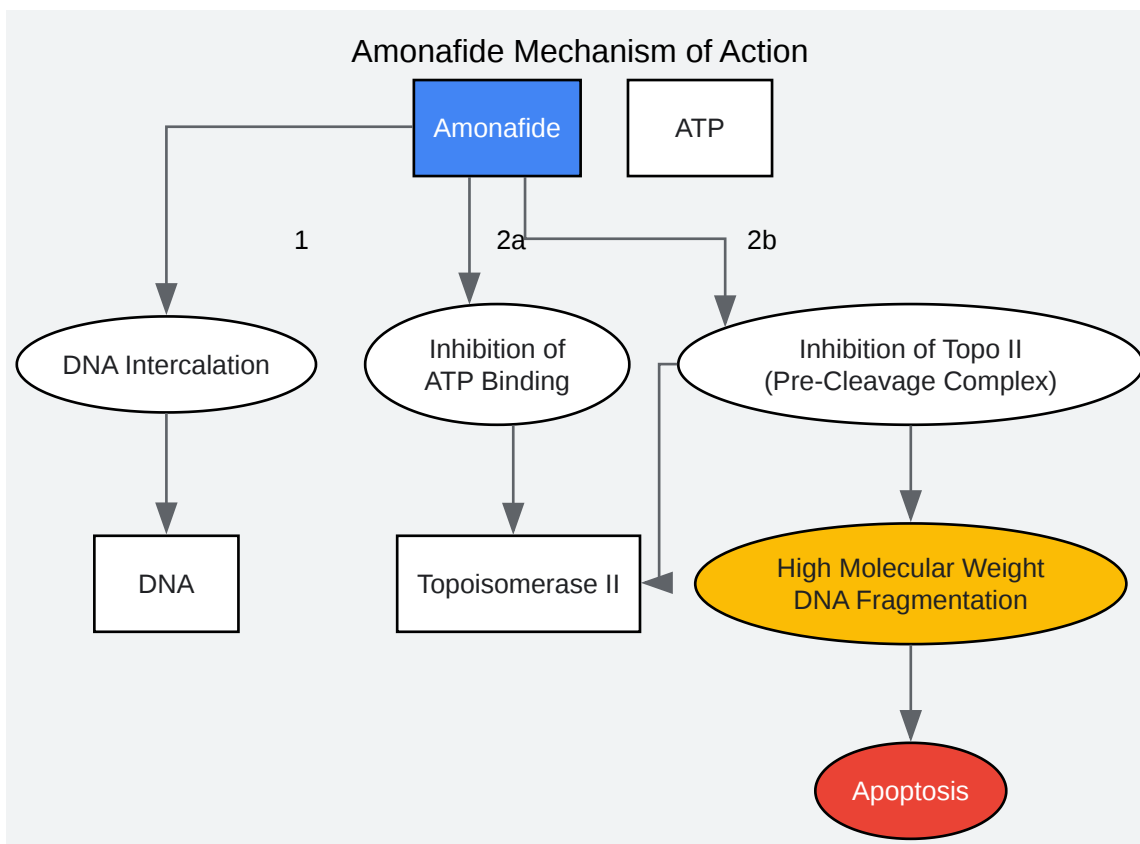 Amonafide Mechanism of Action
Amonafide
ATP
1
2a
2b
DNA Intercalation
Inhibition of
ATP Binding
Inhibition of Topo II
(Pre-Cleavage Complex)
DNA
Topoisomerase II
High Molecular Weight
DNA Fragmentation
Apoptosis